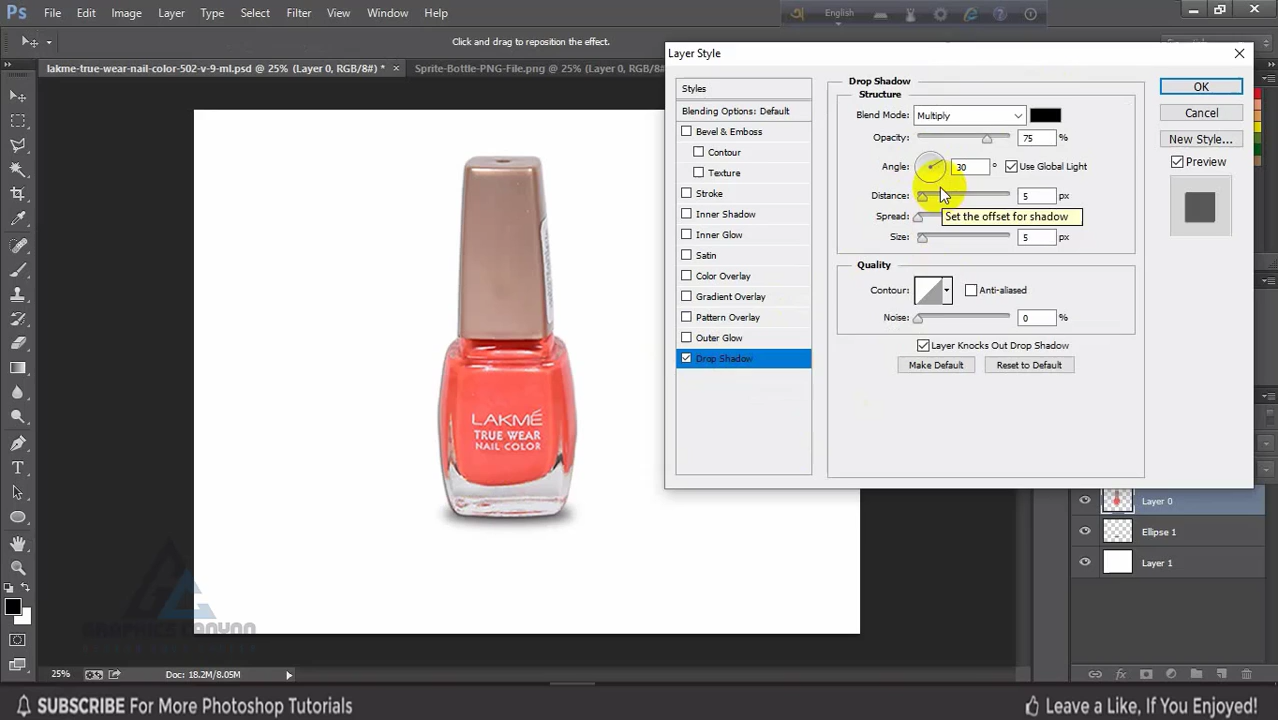 Ps File Edit Image Layer Type Select Filter 3D View Window Help
English
Click and drag to reposition the effect.
lakme-true-wear-nail-color-502-v-9-ml.psd @ 25% (Layer 0, RGB/8#) *
Sprite-Bottle-PNG-File.png @ 25% (Layer 0, RGB/8#
Layer Style
Styles
Blending Options: Default
Bevel & Emboss
Contour
Texture
Stroke
Inner Shadow
Inner Glow
Satin
Color Overlay
Gradient Overlay
Pattern Overlay
Outer Glow
Drop Shadow
Drop Shadow
Structure
Blend Mode: Multiply
Opacity: 75 %
Angle: 30 ° Use Global Light
Distance: 5 px
Set the offset for shadow
Spread:
Size: 5 px
Quality
Contour: Anti-aliased
Noise: 0 %
Layer Knocks Out Drop Shadow
Make Default Reset to Default
OK
Cancel
New Style...
Preview
LAKMÉ
TRUE WEAR
NAIL COLOR
Layer 0
Ellipse 1
Layer 1
GRAPHICS CANYON
25% Doc: 18.2M/8.05M
SUBSCRIBE For More Photoshop Tutorials
Leave a Like, If You Enjoyed!